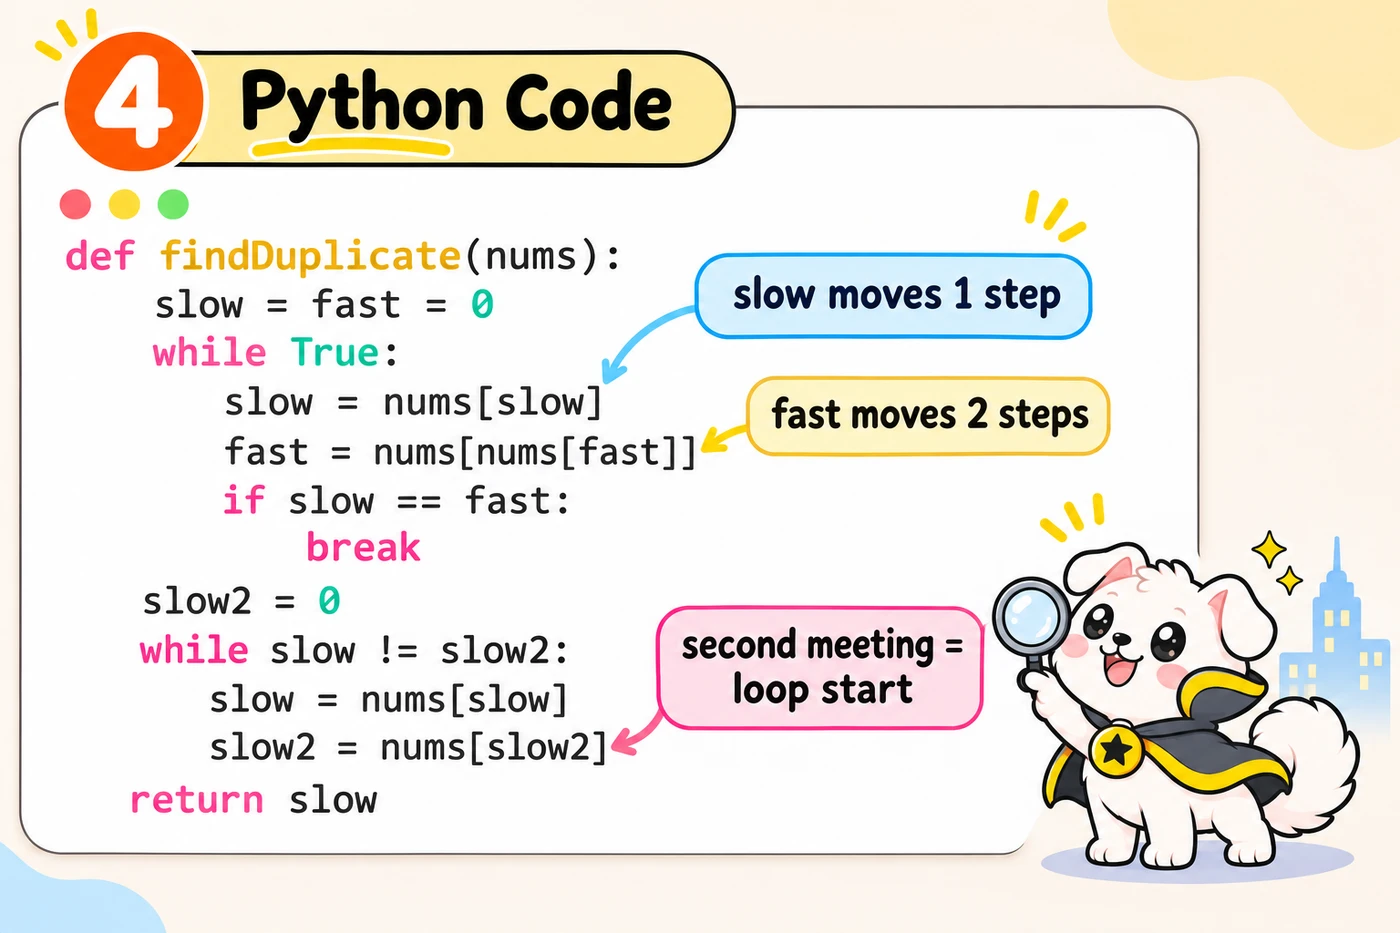 4 Python Code
def findDuplicate(nums):
slow = fast = 0
while True:
slow = nums[slow]
fast = nums[nums[fast]]
if slow == fast:
break
slow2 = 0
while slow != slow2:
slow = nums[slow]
slow2 = nums[slow2]
return slow
slow moves 1 step
fast moves 2 steps
second meeting =
loop start